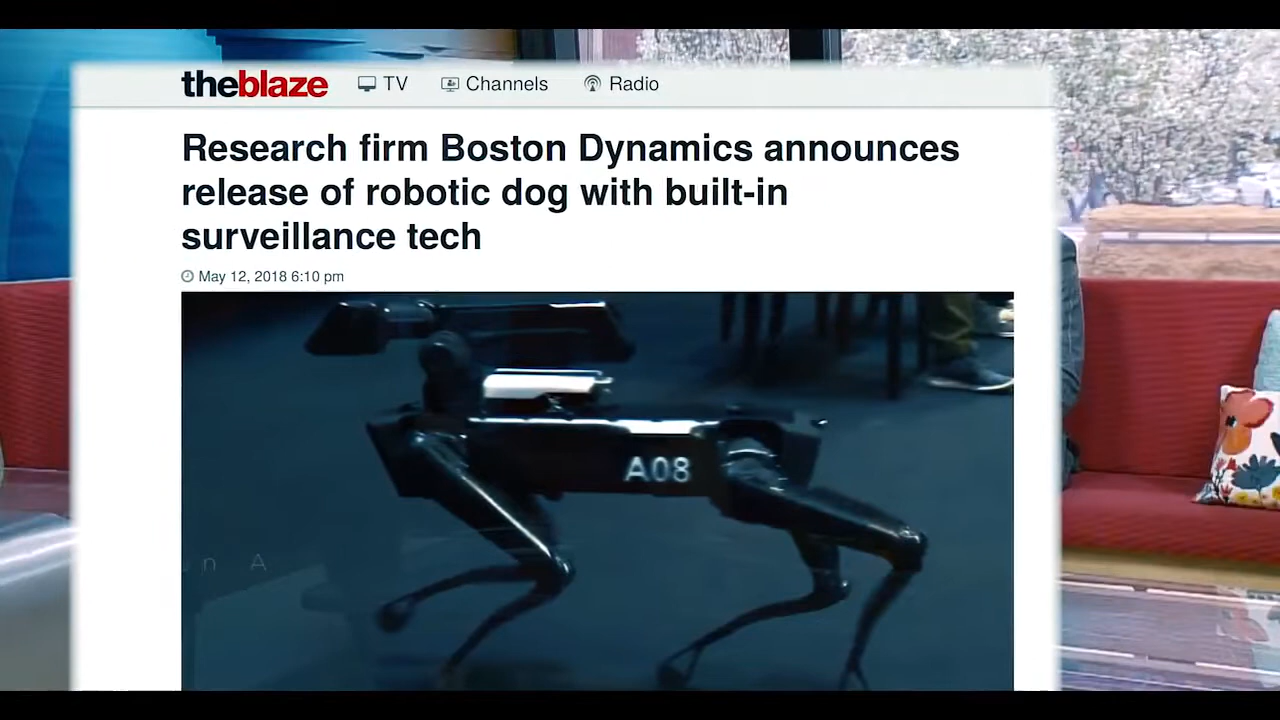 theblaze TV Channels Radio
Research firm Boston Dynamics announces
release of robotic dog with built-in
surveillance tech
May 12, 2018 6:10 pm
A08
n A